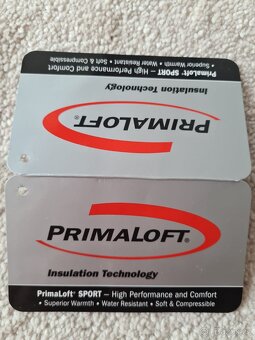 PrimaLoft® SPORT – High Performance and Comfort
• Superior Warmth • Water Resistant • Soft & Compressible
Insulation Technology
PRIMALOFT®
PRIMALOFT®
Insulation Technology
PrimaLoft® SPORT – High Performance and Comfort
• Superior Warmth • Water Resistant • Soft & Compressible